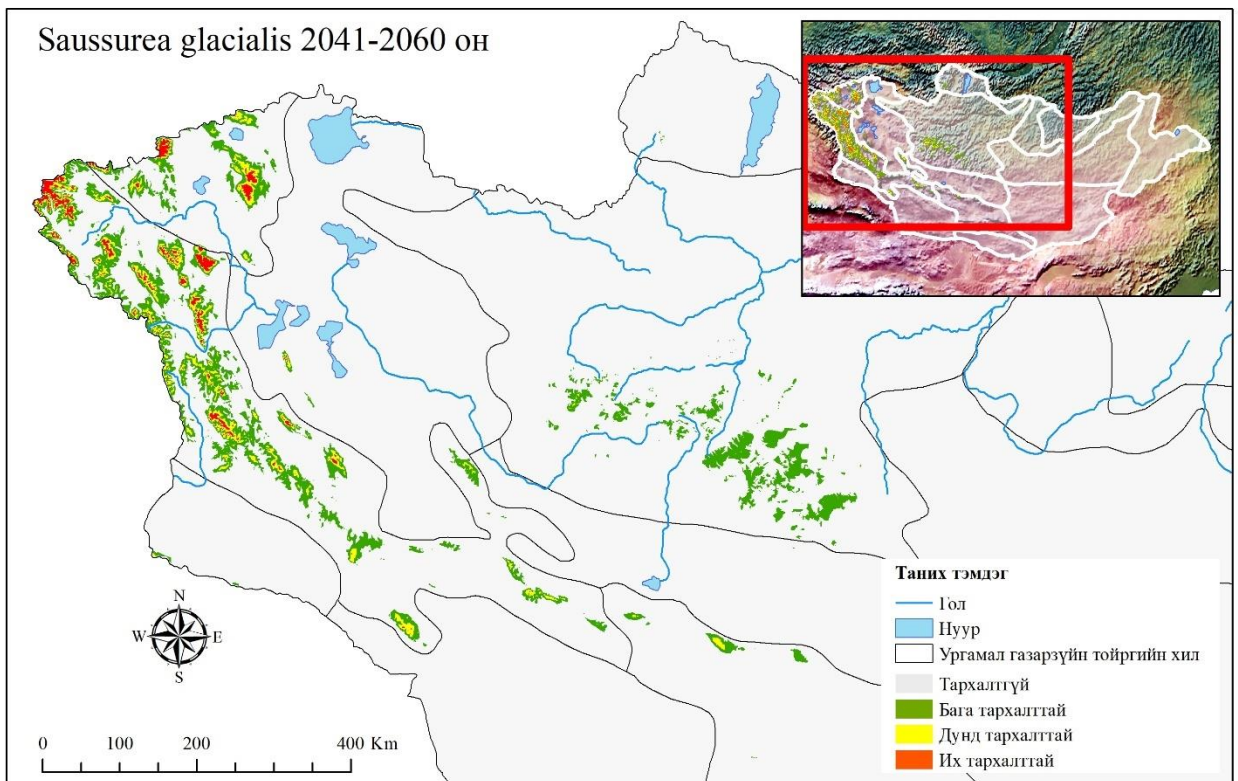 Saussurea glacialis 2041-2060 он
N
W E
S
0 100 200 400 Km
Таних тэмдэг
Гол
Нуур
Ургамал газарзүйн тойргийн хил
Тархалтгүй
Бага тархалттай
Дунд тархалттай
Их тархалттай